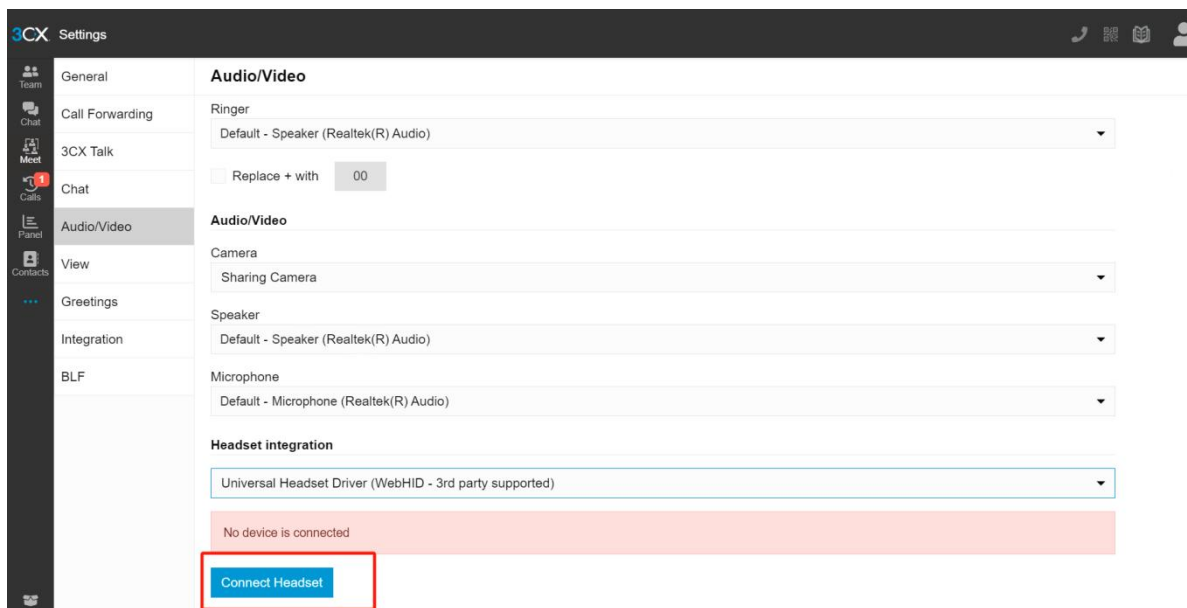 3CX Settings
Team
Chat
Meet
1
Calls
Panel
Contacts
General
Call Forwarding
3CX Talk
Chat
Audio/Video
View
Greetings
Integration
BLF
Audio/Video
Ringer
Default - Speaker (Realtek(R) Audio)
Replace + with 00
Audio/Video
Camera
Sharing Camera
Speaker
Default - Speaker (Realtek(R) Audio)
Microphone
Default - Microphone (Realtek(R) Audio)
Headset integration
Universal Headset Driver (WebHID - 3rd party supported)
No device is connected
Connect Headset